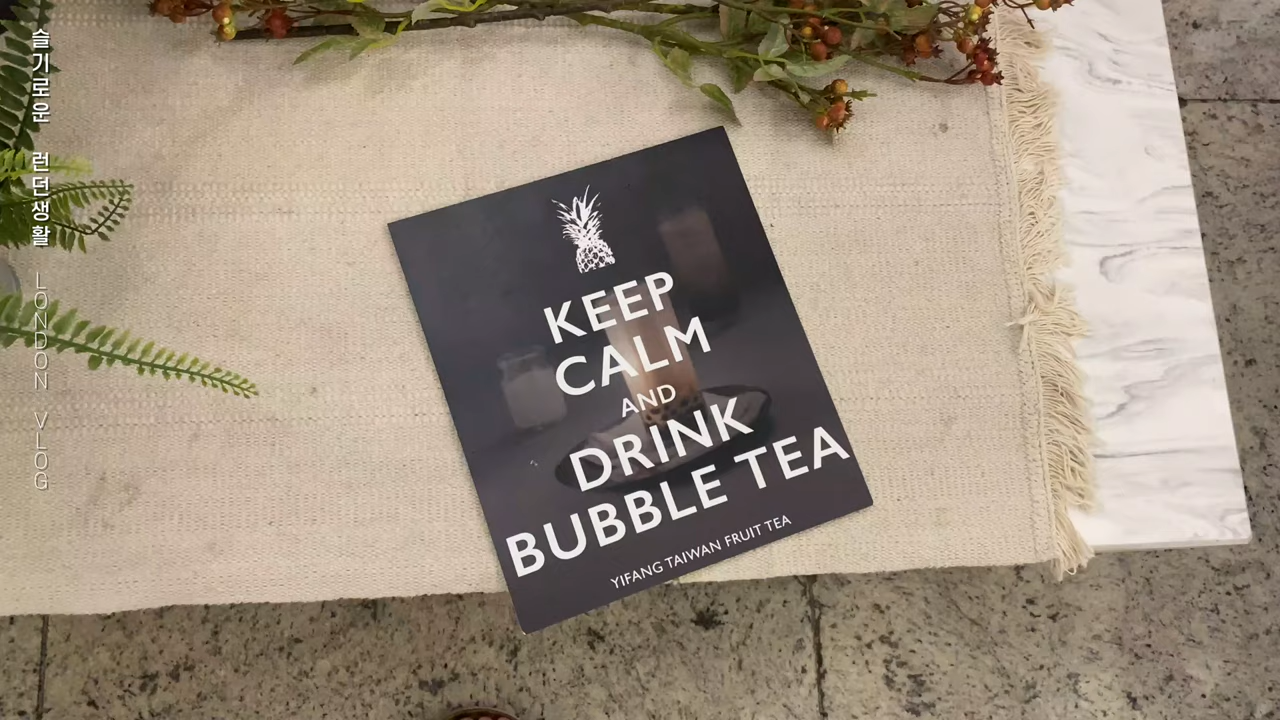 슬기로운 런던생활 LONDON VLOG
KEEP
CALM
AND
DRINK
BUBBLE TEA
YIFANG TAIWAN FRUIT TEA